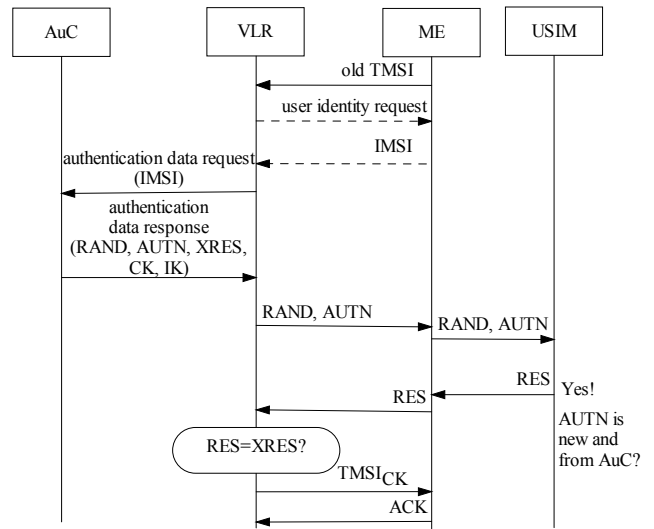 AuC
VLR
ME
USIM
old TMSI
user identity request
IMSI
authentication data request
(IMSI)
authentication
data response
(RAND, AUTN, XRES,
CK, IK)
RAND, AUTN
RAND, AUTN
RES
Yes!
RES
AUTN is
new and
from AuC?
RES=XRES?
TMSICK
ACK